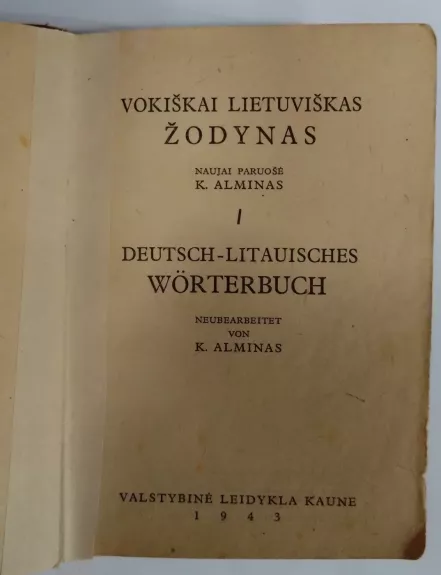 VOKIŠKAI LIETUVIŠKAS
ŽODYNAS
NAUJAI PARUOŠĖ
K. ALMINAS
I
DEUTSCH-LITAUISCHES
WÖRTERBUCH
NEUBEARBEITET
VON
K. ALMINAS
VALSTYBINĖ LEIDYKLA KAUNE
1943